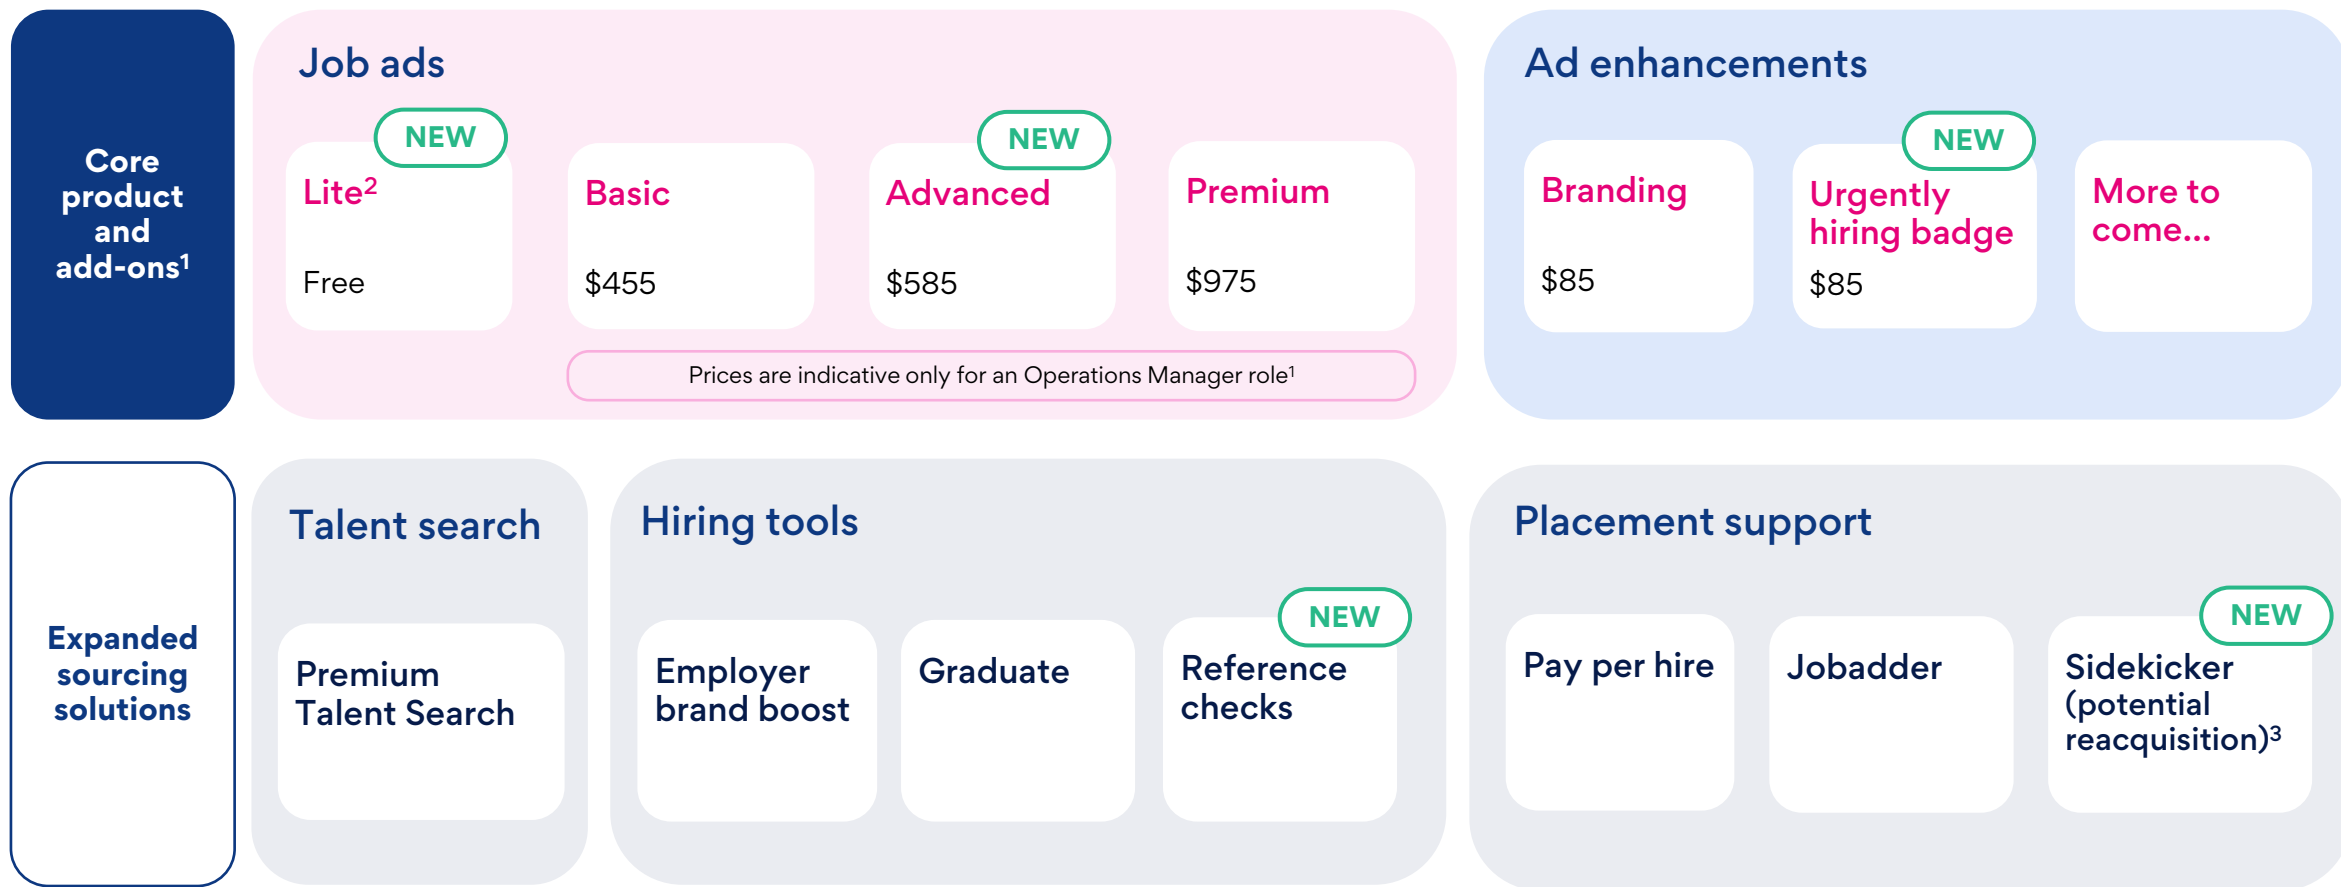 Core
product
and
add-ons¹
Job ads
NEW
Lite²
Free
Basic
$455
NEW
Advanced
$585
Premium
$975
Prices are indicative only for an Operations Manager role¹
Ad enhancements
Branding
$85
NEW
Urgently
hiring badge
$85
More to
come...
Expanded
sourcing
solutions
Talent search
Premium
Talent Search
Hiring tools
Employer
brand boost
Graduate
NEW
Reference
checks
Placement support
Pay per hire
Jobadder
NEW
Sidekicker
(potential
reacquisition)³